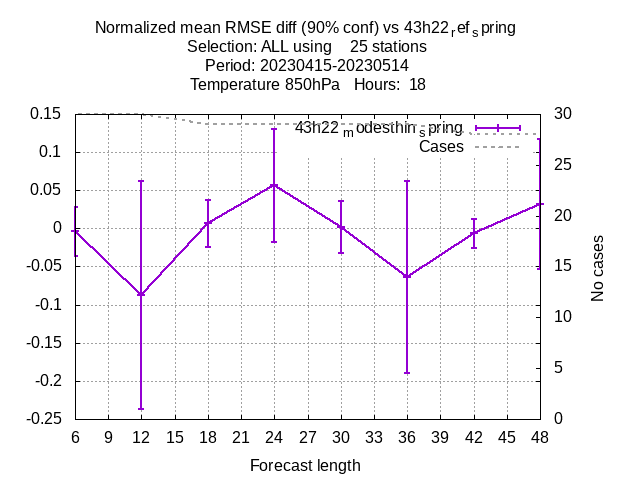 Normalized mean RMSE diff (90% conf) vs 43h22refspring
Selection: ALL using 25 stations
Period: 20230415-20230514
Temperature 850hPa Hours: 18
43h22modesthinspring
Cases
0.15
0.1
0.05
0
-0.05
-0.1
-0.15
-0.2
-0.25
30
25
20
15
10
5
0
No cases
6 9 12 15 18 21 24 27 30 33 36 39 42 45 48
Forecast length